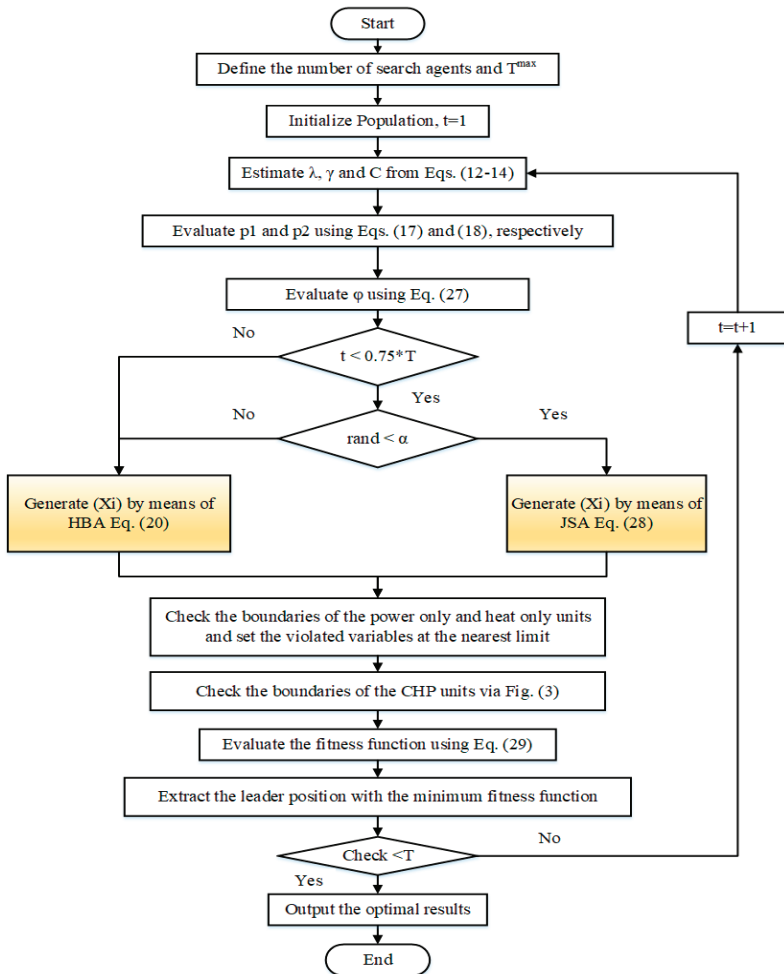 Start
Define the number of search agents and T^max
Initialize Population, t=1
Estimate λ, γ and C from Eqs. (12-14)
Evaluate p1 and p2 using Eqs. (17) and (18), respectively
Evaluate φ using Eq. (27)
No
t=t+1
t < 0.75*T
Yes
No
Yes
rand < α
Generate (Xi) by means of
HBA Eq. (20)
Generate (Xi) by means of
JSA Eq. (28)
Check the boundaries of the power only and heat only units
and set the violated variables at the nearest limit
Check the boundaries of the CHP units via Fig. (3)
Evaluate the fitness function using Eq. (29)
Extract the leader position with the minimum fitness function
No
Check <T
Yes
Output the optimal results
End